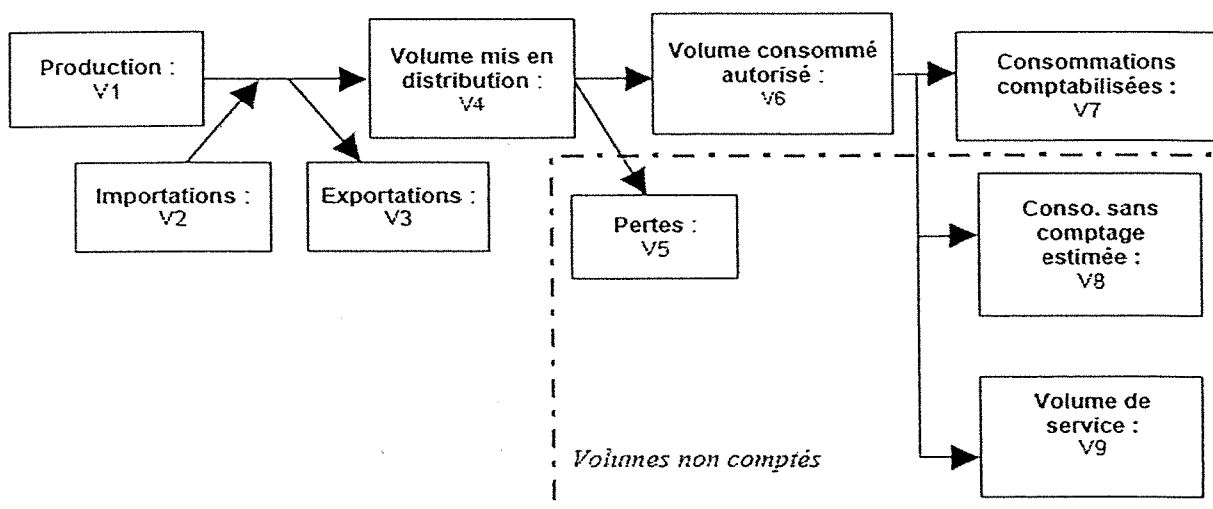 Production :
V1
Volume mis en
distribution :
V4
Volume consommé
autorisé :
V6
Consommations
comptabilisées :
V7
Importations :
V2
Exportations :
V3
Pertes :
V5
Conso. sans
comptage
estimée :
V8
Volume de
service :
V9
Volumes non comptés